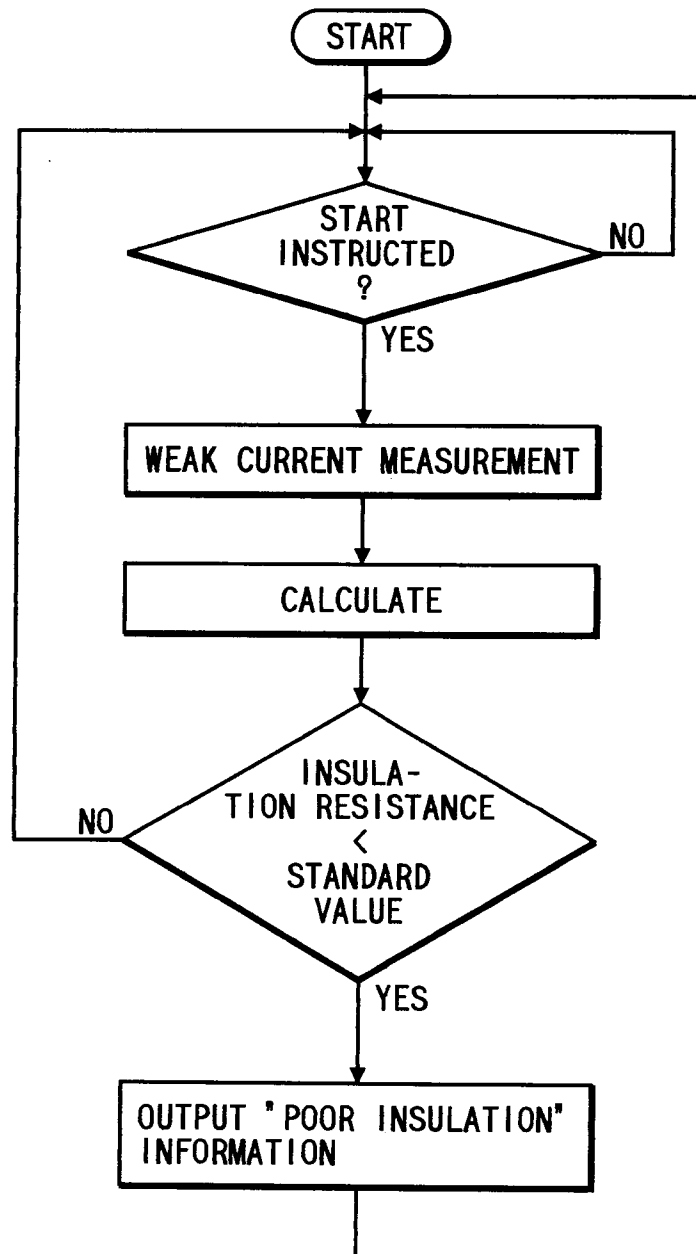 START
START
INSTRUCTED
?
NO
YES
WEAK CURRENT MEASUREMENT
CALCULATE
INSULA-
TION RESISTANCE
<
STANDARD
VALUE
NO
YES
OUTPUT "POOR INSULATION"
INFORMATION